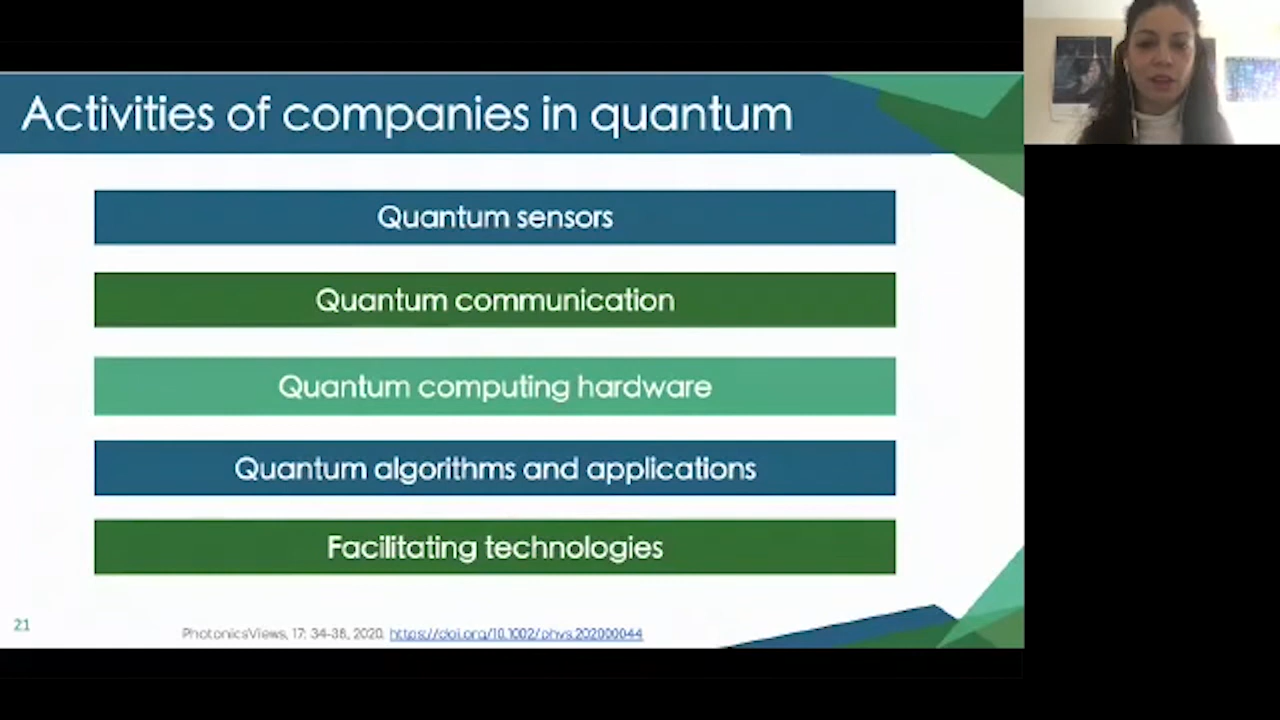 Activities of companies in quantum
Quantum sensors
Quantum communication
Quantum computing hardware
Quantum algorithms and applications
Facilitating technologies
21
PhotonicsViews, 17: 34-38, 2020. https://doi.org/10.1002/phvs.202000044